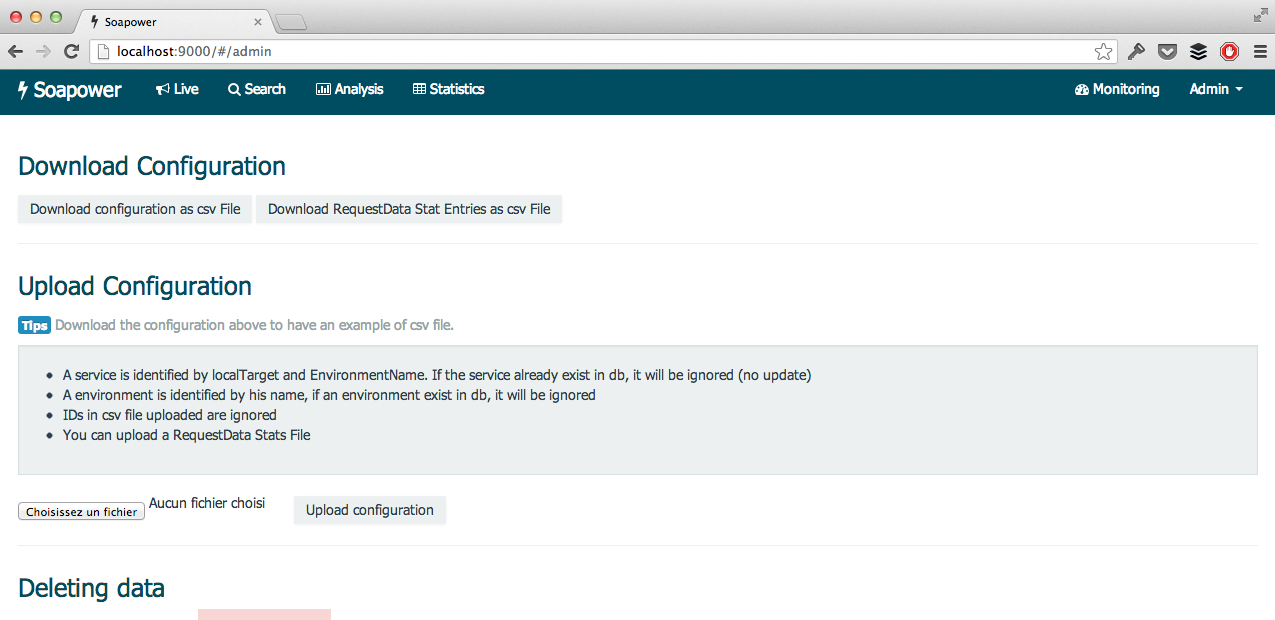 Soapower
localhost:9000/#/admin
Soapower Live Search Analysis Statistics Monitoring Admin
Download Configuration
Download configuration as csv File Download RequestData Stat Entries as csv File
Upload Configuration
Tips Download the configuration above to have an example of csv file.
A service is identified by localTarget and EnvironmentName. If the service already exist in db, it will be ignored (no update)
A environment is identified by his name, if an environment exist in db, it will be ignored
IDs in csv file uploaded are ignored
You can upload a RequestData Stats File
Choisissez un fichier Aucun fichier choisi Upload configuration
Deleting data